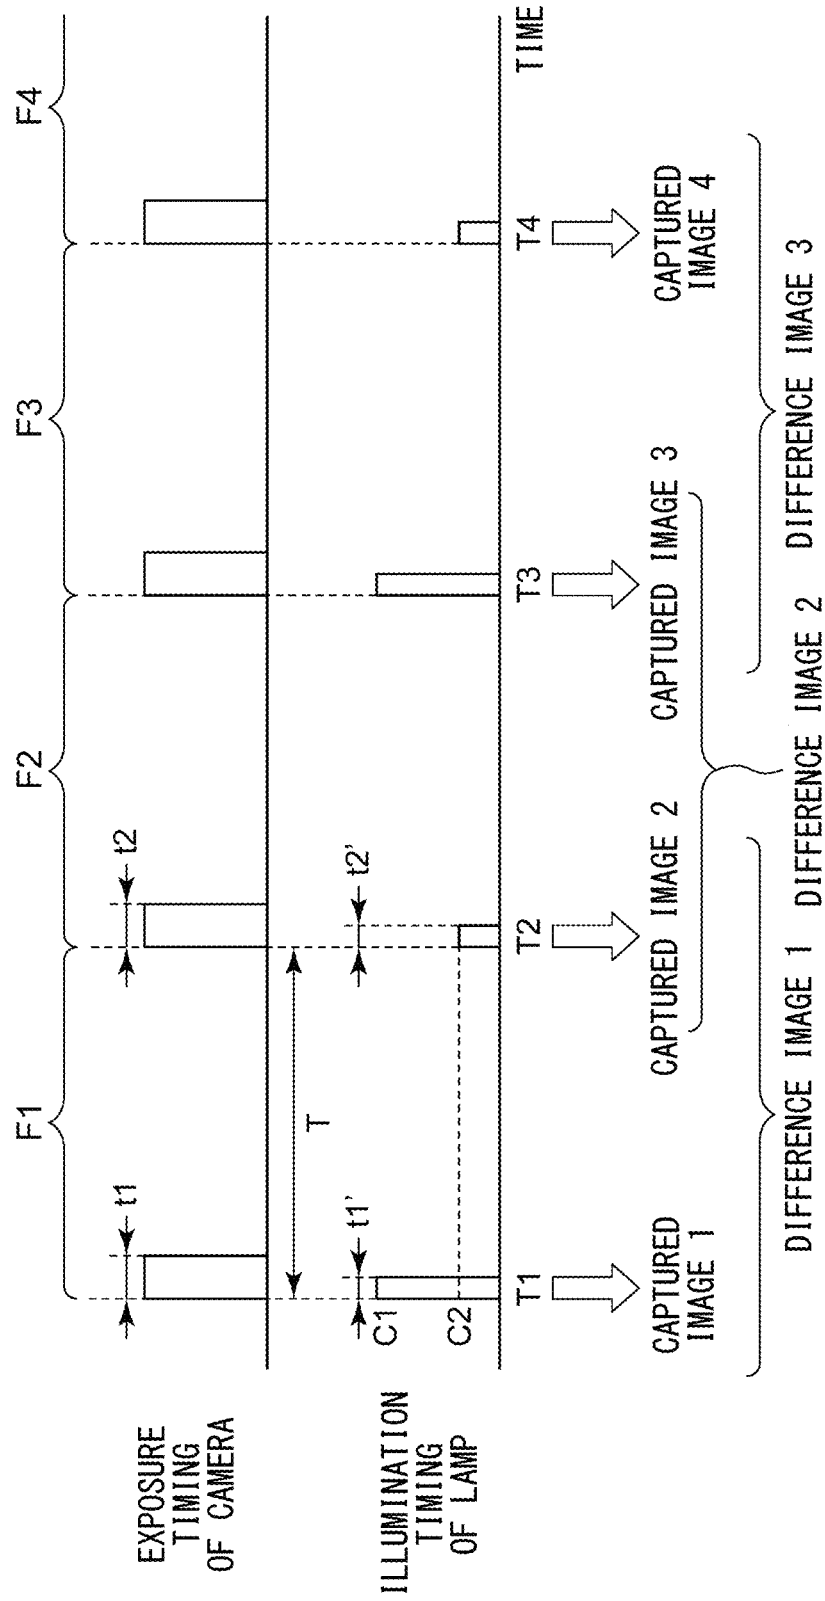 F1
F2
F3
F4
EXPOSURE
TIMING
OF CAMERA
t1
t2
T
ILLUMINATION
TIMING
OF LAMP
C1
C2
t1'
t2'
T1
T2
T3
T4
TIME
CAPTURED
IMAGE 1
CAPTURED IMAGE 2
CAPTURED IMAGE 3
CAPTURED
IMAGE 4
DIFFERENCE IMAGE 1
DIFFERENCE IMAGE 2
DIFFERENCE IMAGE 3